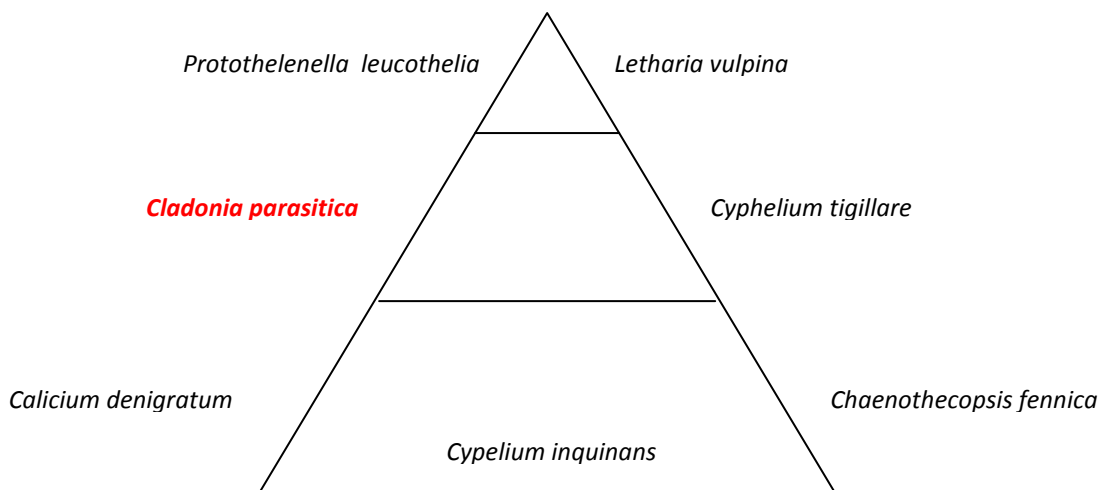 Protothelenella leucothelia
Letharia vulpina
Cladonia parasitica
Cyphelium tigillare
Calicium denigratum
Chaenothecopsis fennica
Cypelium inquinans